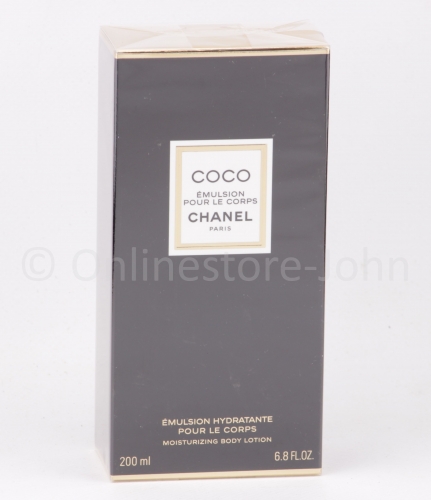 COCO
ÉMULSION
POUR LE CORPS
CHANEL
PARIS
© Onlinestore-John
ÉMULSION HYDRATANTE
POUR LE CORPS
MOISTURIZING BODY LOTION
200 ml 6.8 FL.OZ.